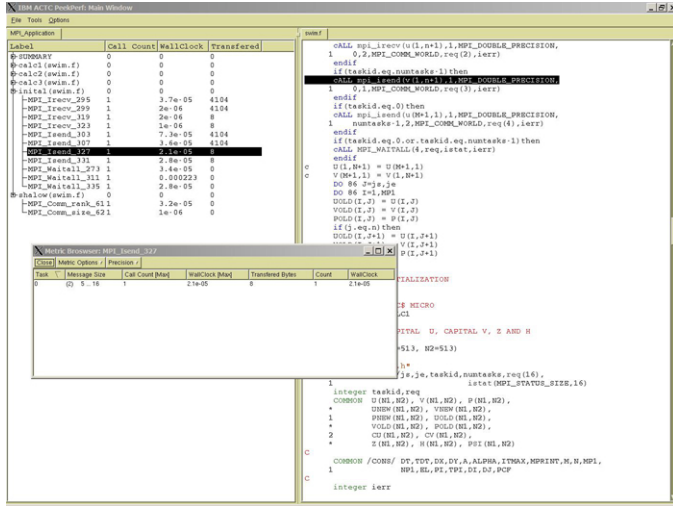 IBM ACTC PeekPerf: Main Window
File Tools Options
MPI_Application
Label Call Count WallClock Transfered
SUMMARY 0 0 0
calc1(swim.f) 0 0 0
calc2(swim.f) 0 0 0
calc3(swim.f) 0 0 0
inital(swim.f) 0 0 0
MPI_Irecv_295 1 3.7e-05 4104
MPI_Irecv_299 1 2e-06 4104
MPI_Irecv_319 1 2e-06 8
MPI_Irecv_323 1 1e-06 8
MPI_Isend_303 1 7.3e-05 4104
MPI_Isend_307 1 3.6e-05 4104
MPI_Isend_327 1 2.1e-05 8
MPI_Isend_331 1 2.8e-05 8
MPI_Waitall_273 1 3.4e-05 0
MPI_Waitall_311 1 0.000223 0
MPI_Waitall_335 1 2.8e-05 0
shalow(swim.f) 0 0 0
MPI_Comm_rank_61 1 3.2e-05 0
MPI_Comm_size_62 1 1e-06 0
Metric Browser: MPI_Isend_327
Close Metric Options Precision
Task Message Size Call Count [Max] WallClock [Max] Transfered Bytes Count WallClock
0 (2) 5 ... 16 1 2.1e-05 8 1 2.1e-05
swim.f
cALL mpi_irecv(u(1,n+1),1,MPI_DOUBLE_PRECISION,
1 0,2,MPI_COMM_WORLD,req(2),ierr)
endif
if(taskid.eq.numtasks-1)then
cALL mpi_isend(v(1,n+1),1,MPI_DOUBLE_PRECISION,
1 0,1,MPI_COMM_WORLD,req(3),ierr)
endif
if(taskid.eq.0)then
cALL mpi_isend(u(M+1,1),1,MPI_DOUBLE_PRECISION,
1 numtasks-1,2,MPI_COMM_WORLD,req(4),ierr)
endif
if(taskid.eq.0.or.taskid.eq.numtasks-1)then
cALL MPI_WAITALL(4,req,istat,ierr)
endif
c U(1,N+1) = U(M+1,1)
c V(M+1,1) = V(1,N+1)
DO 86 J=js,je
DO 86 I=1,MP1
UOLD(I,J) = U(I,J)
VOLD(I,J) = V(I,J)
POLD(I,J) = P(I,J)
if(j.eq.n)then
UOLD(I,J+1) = U(I,J+1)
V(I,J+1)
P(I,J+1)
TIALIZATION
C$ MICRO
LC1
PITAL U, CAPITAL V, Z AND H
=513, N2=513)
.h*
/js,je,taskid,numtasks,req(16),
1 istat(MPI_STATUS_SIZE,16)
integer taskid,req
COMMON U(N1,N2), V(N1,N2), P(N1,N2),
* UNEW(N1,N2), VNEW(N1,N2),
1 PNEW(N1,N2), UOLD(N1,N2),
* VOLD(N1,N2), POLD(N1,N2),
2 CU(N1,N2), CV(N1,N2),
* Z(N1,N2), H(N1,N2), PSI(N1,N2)
C
COMMON /CONS/ DT,TDT,DX,DY,A,ALPHA,ITMAX,MPRINT,M,N,MP1,
1 NP1,EL,PI,TPI,DI,DJ,PCF
C
integer ierr